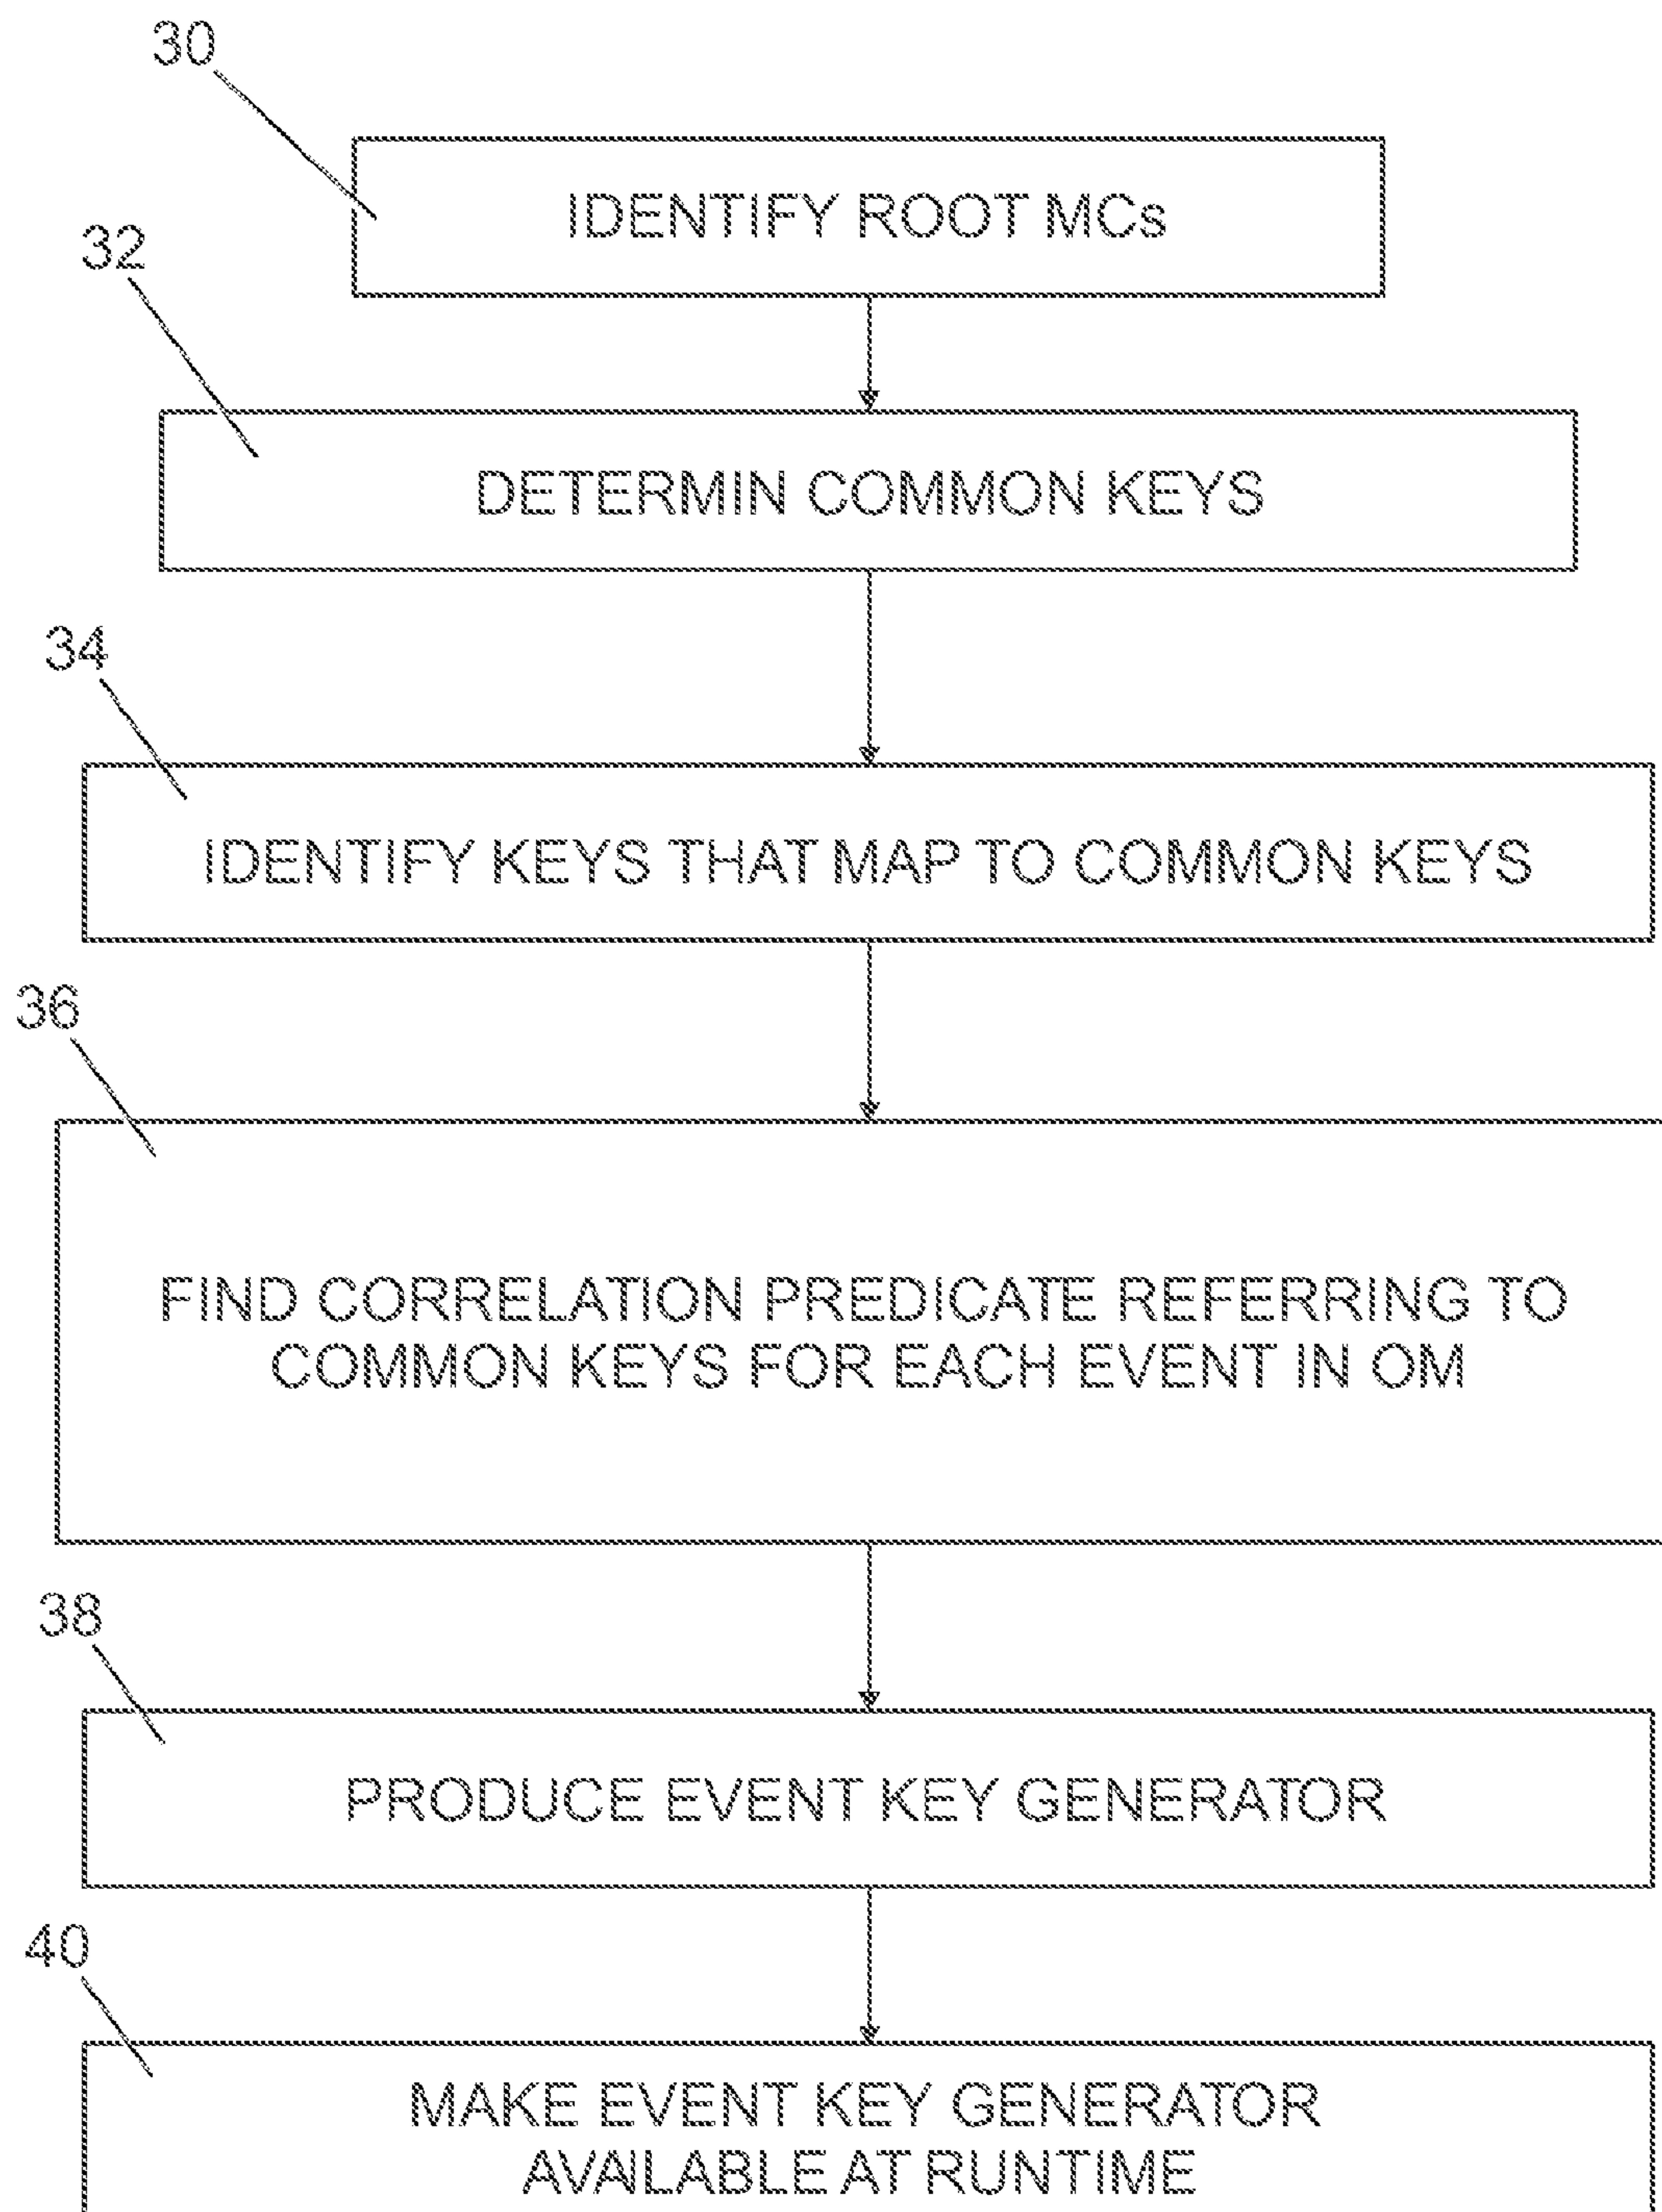 30
IDENTIFY ROOT MCs
32
DETERMIN COMMON KEYS
34
IDENTIFY KEYS THAT MAP TO COMMON KEYS
36
FIND CORRELATION PREDICATE REFERRING TO
COMMON KEYS FOR EACH EVENT IN OM
38
PRODUCE EVENT KEY GENERATOR
40
MAKE EVENT KEY GENERATOR
AVAILABLE AT RUNTIME